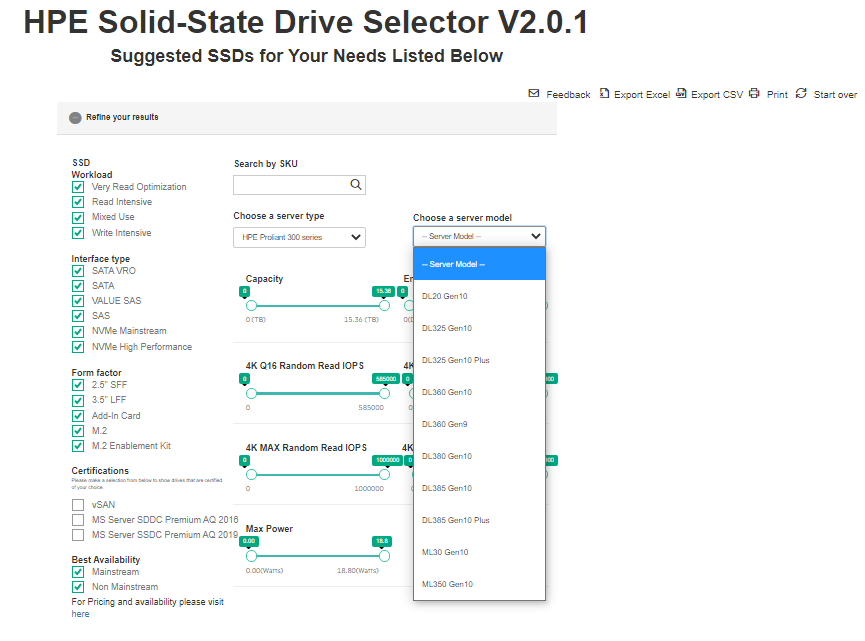 HPE Solid-State Drive Selector V2.0.1
Suggested SSDs for Your Needs Listed Below
Feedback
Export Excel
Export CSV
Print
Start over
Refine your results
SSD
Workload
Very Read Optimization
Read Intensive
Mixed Use
Write Intensive
Interface type
SATA VRO
SATA
VALUE SAS
SAS
NVMe Mainstream
NVMe High Performance
Form factor
2.5" SFF
3.5" LFF
Add-In Card
M.2
M.2 Enablement Kit
Certifications
Please make a selection from below to show drives that are certified
of your choice
vSAN
MS Server SDDC Premium AQ 2016
MS Server SSDC Premium AQ 2019
Best Availability
Mainstream
Non Mainstream
For Pricing and availability please visit
here
Search by SKU
Choose a server type
HPE Proliant 300 series
Choose a server model
-- Server Model --
-- Server Model --
DL20 Gen10
DL325 Gen10
DL325 Gen10 Plus
DL360 Gen10
DL360 Gen9
DL380 Gen10
DL385 Gen10
DL385 Gen10 Plus
ML30 Gen10
ML350 Gen10
Capacity
0
15.36
0(TB)
15.36 (TB)
En
0
0(D
4K Q16 Random Read IOPS
0
585000
0
585000
4K
0
00
0
4K MAX Random Read IOPS
0
1000000
0
1000000
4K
0
00
0
Max Power
0.00
18.8
0.00(Watts)
18.80(Watts)